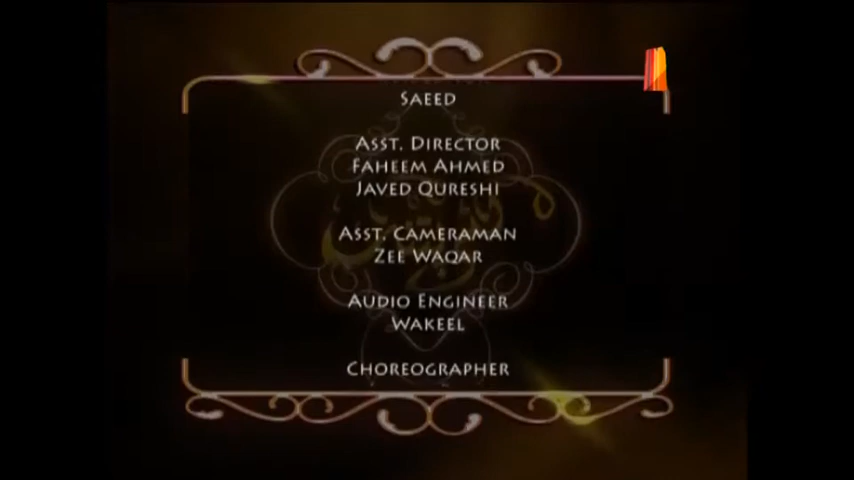 SAEED
ASST. DIRECTOR
FAHEEM AHMED
JAVED QURESHI
ASST. CAMERAMAN
ZEE WAQAR
AUDIO ENGINEER
WAKEEL
CHOREOGRAPHER